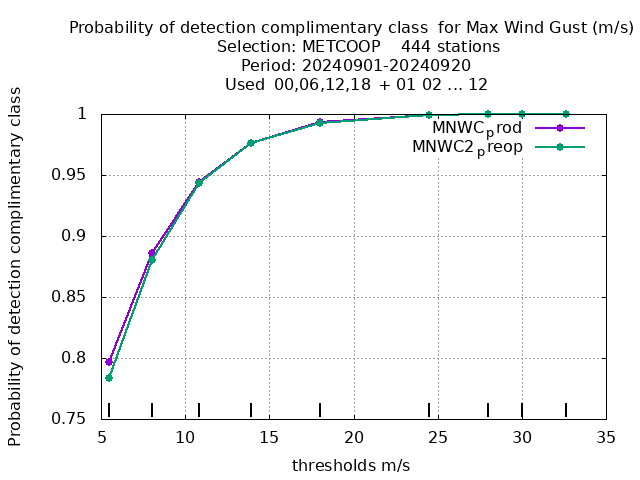 Probability of detection complimentary class  for Max Wind Gust (m/s)
Selection: METCOOP    444 stations
Period: 20240901-20240920
Used  00,06,12,18  + 01 02 ... 12
1
0.95
0.9
0.85
0.8
0.75
Probability of detection complimentary class
MNWCprod
MNWC2preop
5 10 15 20 25 30 35
thresholds m/s